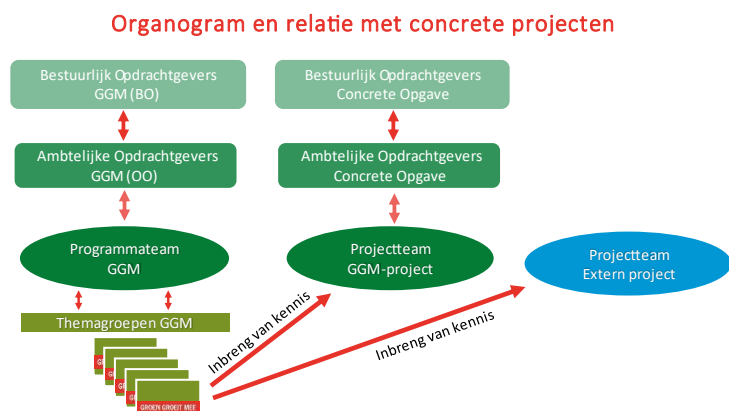 Organogram en relatie met concrete projecten
Bestuurlijk Opdrachtgevers
GGM (BO)
Bestuurlijk Opdrachtgevers
Concrete Opgave
Ambtelijke Opdrachtgevers
GGM (OO)
Ambtelijke Opdrachtgevers
Concrete Opgave
Programmateam
GGM
Projectteam
GGM-project
Projectteam
Extern project
Themagroepen GGM
Inbreng van kennis
Inbreng van kennis
GROEN GROEIT MEE